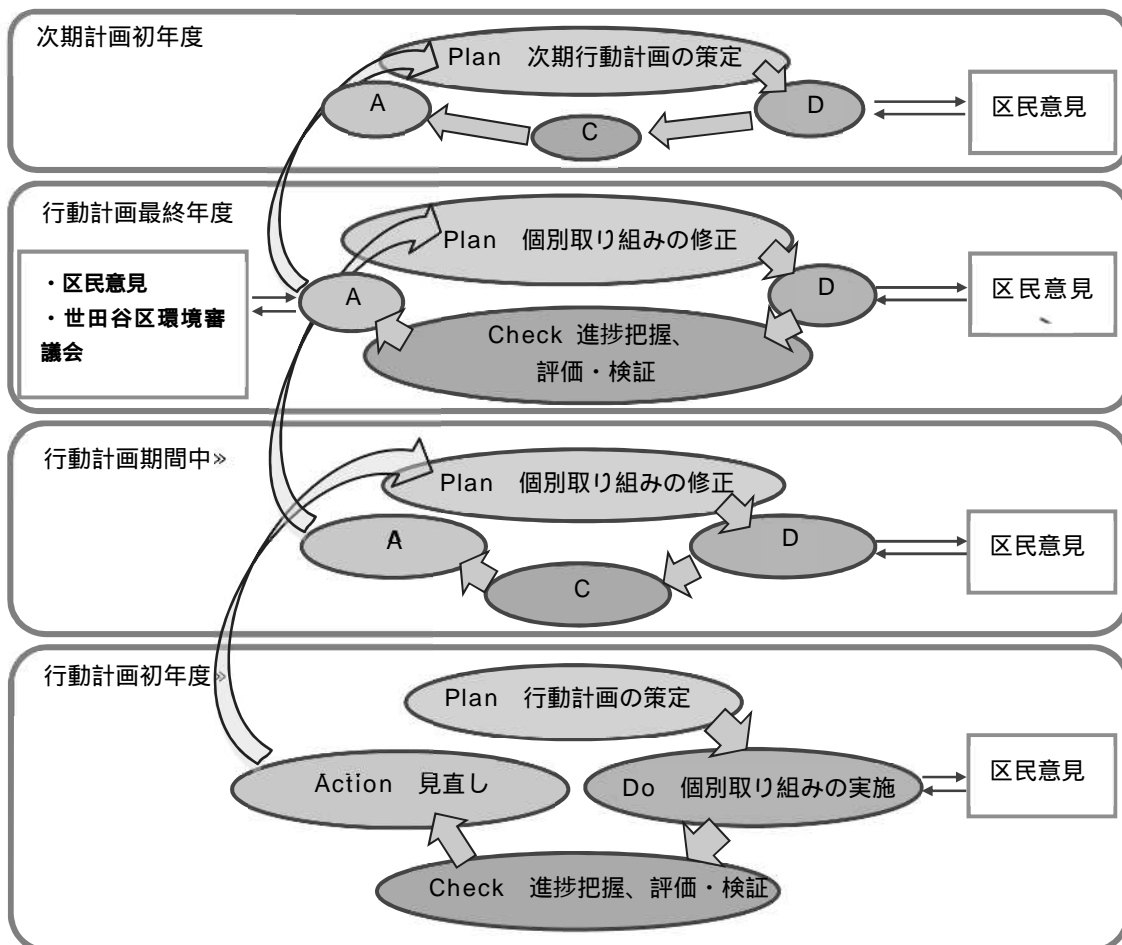 次期計画初年度
Plan 次期行動計画の策定
A
D
C
区民意見
行動計画最終年度
Plan 個別取り組みの修正
・区民意見
・世田谷区環境審
議会
A
D
区民意見
Check 進捗把握、
評価・検証
行動計画期間中»
Plan 個別取り組みの修正
A
D
C
区民意見
行動計画初年度»
Plan 行動計画の策定
Action 見直し
Do 個別取り組みの実施
区民意見
Check 進捗把握、評価・検証